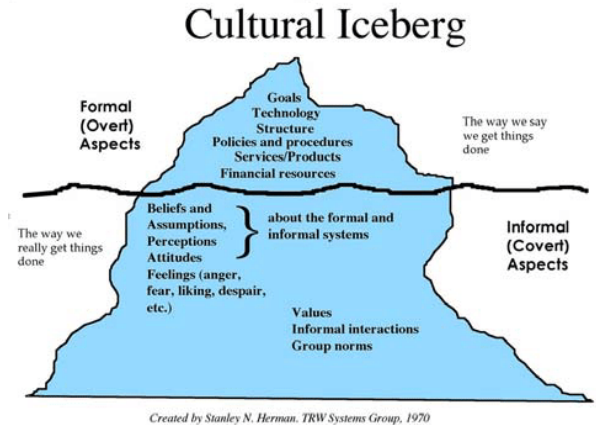 Cultural Iceberg
Formal
(Overt)
Aspects
Goals
Technology
Structure
Policies and procedures
Services/Products
Financial resources
The way we say
we get things
done
The way we
really get things
done
Beliefs and
Assumptions,
Perceptions
Attitudes
Feelings (anger,
fear, liking, despair,
etc.)
about the formal and
informal systems
Values
Informal interactions
Group norms
Informal
(Covert)
Aspects
Created by Stanley N. Herman. TRW Systems Group, 1970